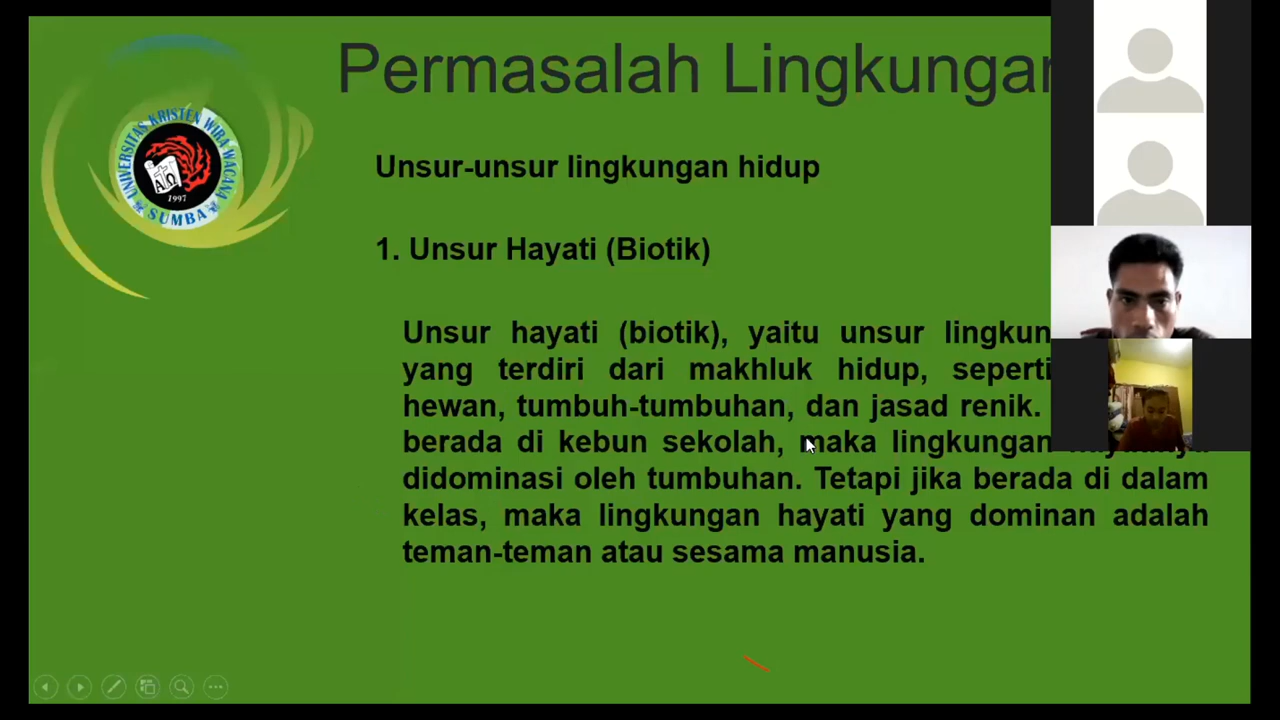 Permasalah Lingkungan
UNIVERSITAS KRISTEN WIRA WACANA
ΑΩ
1997
SUMBA
Unsur-unsur lingkungan hidup
1. Unsur Hayati (Biotik)
Unsur hayati (biotik), yaitu unsur
yang terdiri dari makhluk hidup, seperti
hewan, tumbuh-tumbuhan, dan jasad renik.
berada di kebun sekolah, maka lingkungan
didominasi oleh tumbuhan. Tetapi jika berada di dalam
kelas, maka lingkungan hayati yang dominan adalah
teman-teman atau sesama manusia.